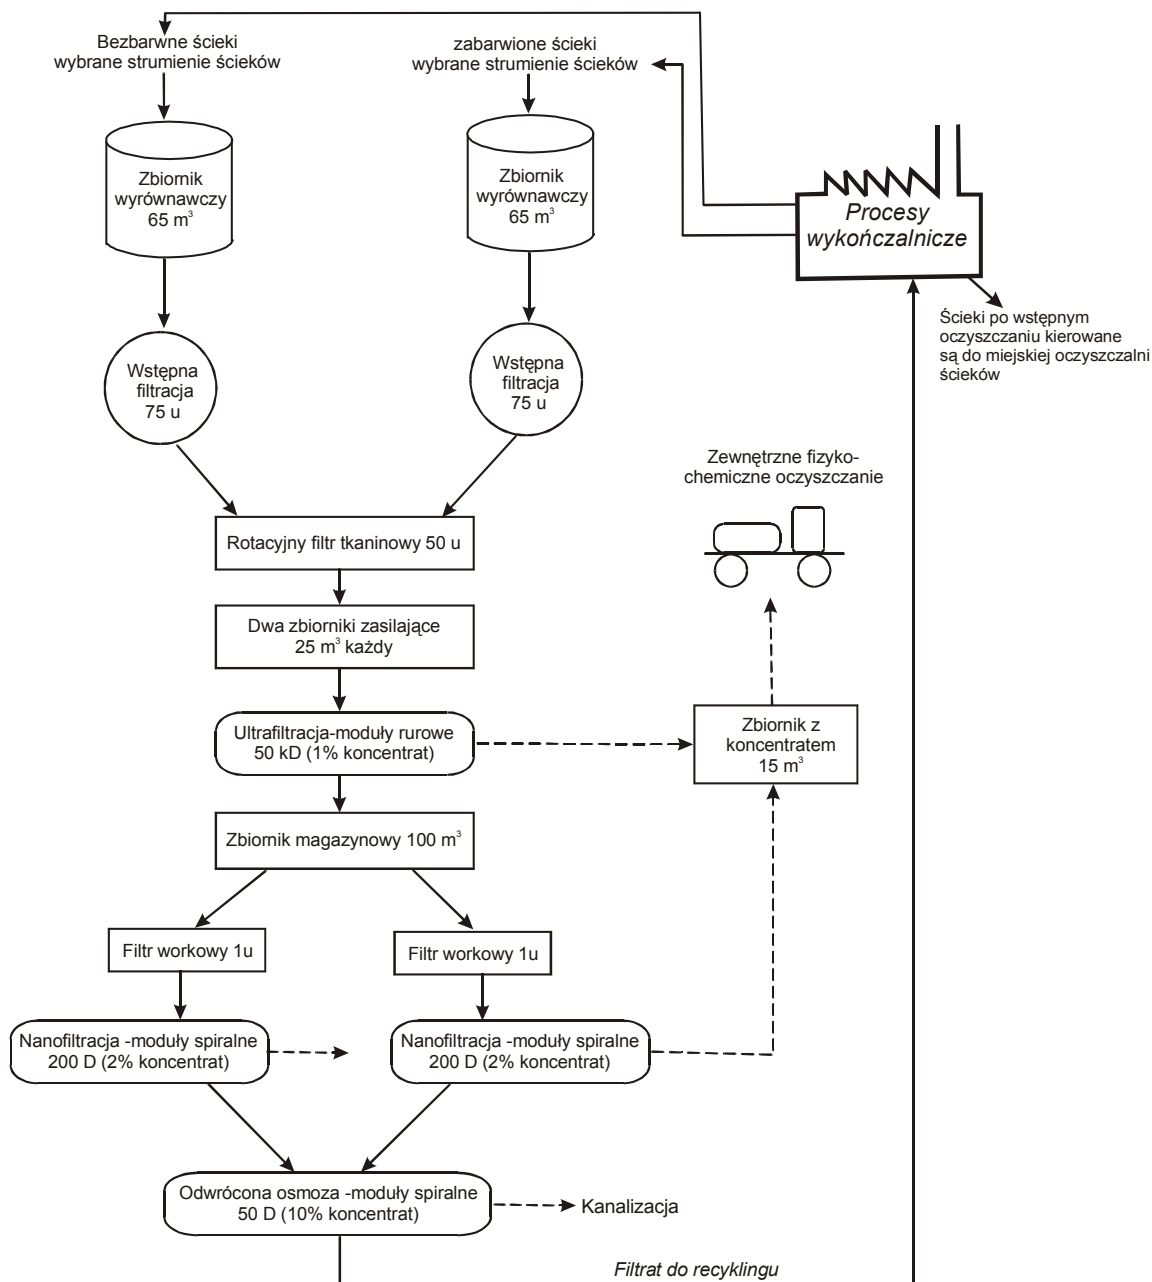 Bezbarwne ścieki
wybrane strumienie ścieków
zabarwione ścieki
wybrane strumienie ścieków
Zbiornik
wyrównawczy
65 m³
Zbiornik
wyrównawczy
65 m³
Procesy
wykończalnicze
Ścieki po wstępnym
oczyszczaniu kierowane
są do miejskiej oczyszczalni
ścieków
Wstępna
filtracja
75 u
Wstępna
filtracja
75 u
Zewnętrzne fizyko-
chemiczne oczyszczanie
Rotacyjny filtr tkaninowy 50 u
Dwa zbiorniki zasilające
25 m³ każdy
Ultrafiltracja-moduły rurowe
50 kD (1% koncentrat)
Zbiornik z
koncentratem
15 m³
Zbiornik magazynowy 100 m³
Filtr workowy 1u
Filtr workowy 1u
Nanofiltracja -moduły spiralne
200 D (2% koncentrat)
Nanofiltracja -moduły spiralne
200 D (2% koncentrat)
Odwrócona osmoza -moduły spiralne
50 D (10% koncentrat)
Kanalizacja
Filtrat do recyklingu